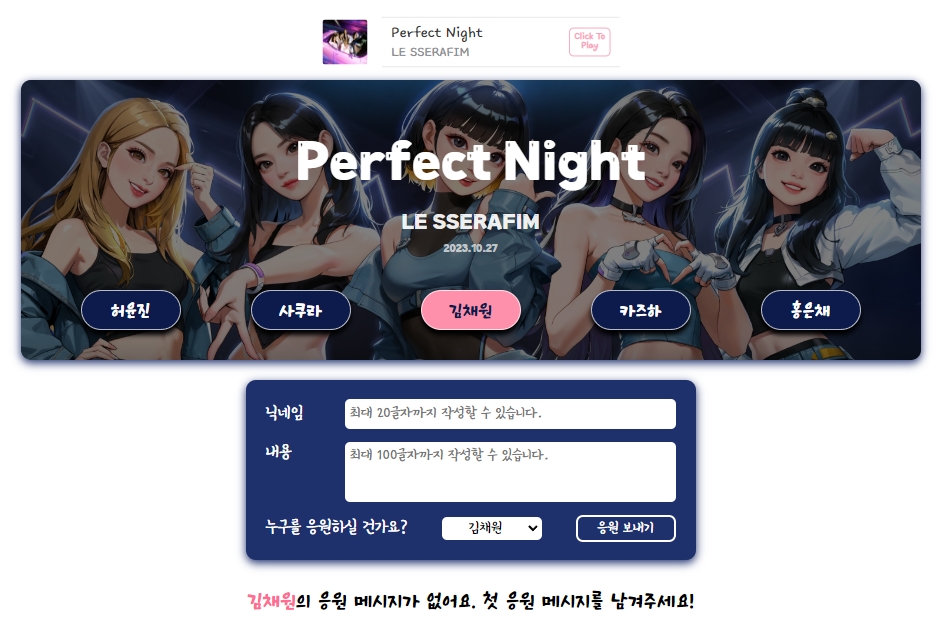 Perfect Night
LE SSERAFIM
Click To
Play
Perfect Night
LE SSERAFIM
2023.10.27
허윤진
사쿠라
김채원
카즈하
홍은채
닉네임
최대 20글자까지 작성할 수 있습니다.
내용
최대 100글자까지 작성할 수 있습니다.
누구를 응원하실 건가요?
김채원
응원 보내기
김채원의 응원 메시지가 없어요. 첫 응원 메시지를 남겨주세요!